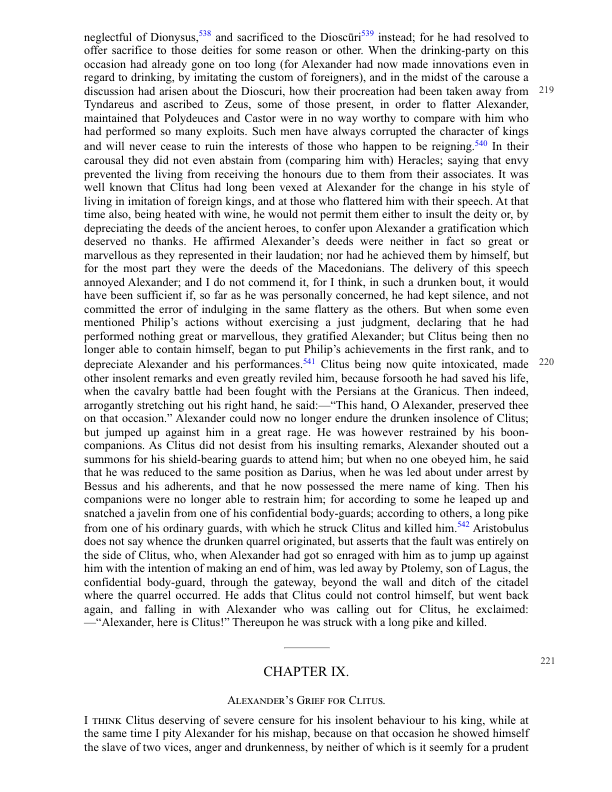 neglectful of Dionysus,538 and sacrificed to the Dioscūri539 instead; for he had resolved to
offer sacrifice to those deities for some reason or other. When the drinking-party on this
occasion had already gone on too long (for Alexander had now made innovations even in
regard to drinking, by imitating the custom of foreigners), and in the midst of the carouse a
discussion had arisen about the Dioscuri, how their procreation had been taken away from 219
Tyndareus and ascribed to Zeus, some of those present, in order to flatter Alexander,
maintained that Polydeuces and Castor were in no way worthy to compare with him who
had performed so many exploits. Such men have always corrupted the character of kings
and will never cease to ruin the interests of those who happen to be reigning.540 In their
carousal they did not even abstain from (comparing him with) Heracles; saying that envy
prevented the living from receiving the honours due to them from their associates. It was
well known that Clitus had long been vexed at Alexander for the change in his style of
living in imitation of foreign kings, and at those who flattered him with their speech. At that
time also, being heated with wine, he would not permit them either to insult the deity or, by
depreciating the deeds of the ancient heroes, to confer upon Alexander a gratification which
deserved no thanks. He affirmed Alexander’s deeds were neither in fact so great or
marvellous as they represented in their laudation; nor had he achieved them by himself, but
for the most part they were the deeds of the Macedonians. The delivery of this speech
annoyed Alexander; and I do not commend it, for I think, in such a drunken bout, it would
have been sufficient if, so far as he was personally concerned, he had kept silence, and not
committed the error of indulging in the same flattery as the others. But when some even
mentioned Philip’s actions without exercising a just judgment, declaring that he had
performed nothing great or marvellous, they gratified Alexander; but Clitus being then no
longer able to contain himself, began to put Philip’s achievements in the first rank, and to
depreciate Alexander and his performances.541 Clitus being now quite intoxicated, made 220
other insolent remarks and even greatly reviled him, because forsooth he had saved his life,
when the cavalry battle had been fought with the Persians at the Granicus. Then indeed,
arrogantly stretching out his right hand, he said:—“This hand, O Alexander, preserved thee
on that occasion.” Alexander could now no longer endure the drunken insolence of Clitus;
but jumped up against him in a great rage. He was however restrained by his boon-
companions. As Clitus did not desist from his insulting remarks, Alexander shouted out a
summons for his shield-bearing guards to attend him; but when no one obeyed him, he said
that he was reduced to the same position as Darius, when he was led about under arrest by
Bessus and his adherents, and that he now possessed the mere name of king. Then his
companions were no longer able to restrain him; for according to some he leaped up and
snatched a javelin from one of his confidential body-guards; according to others, a long pike
from one of his ordinary guards, with which he struck Clitus and killed him.542 Aristobulus
does not say whence the drunken quarrel originated, but asserts that the fault was entirely on
the side of Clitus, who, when Alexander had got so enraged with him as to jump up against
him with the intention of making an end of him, was led away by Ptolemy, son of Lagus, the
confidential body-guard, through the gateway, beyond the wall and ditch of the citadel
where the quarrel occurred. He adds that Clitus could not control himself, but went back
again, and falling in with Alexander who was calling out for Clitus, he exclaimed:
—“Alexander, here is Clitus!” Thereupon he was struck with a long pike and killed.
221
CHAPTER IX.
Alexander’s Grief for Clitus.
I think Clitus deserving of severe censure for his insolent behaviour to his king, while at
the same time I pity Alexander for his mishap, because on that occasion he showed himself
the slave of two vices, anger and drunkenness, by neither of which is it seemly for a prudent